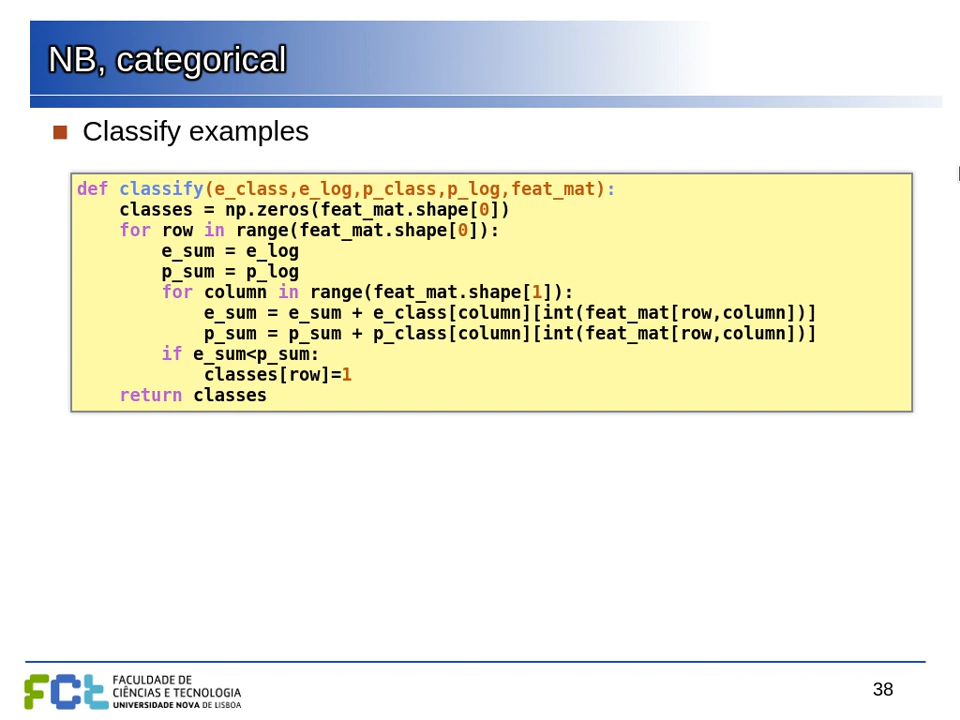 NB, categorical
Classify examples
def classify(e_class,e_log,p_class,p_log,feat_mat):
    classes = np.zeros(feat_mat.shape[0])
    for row in range(feat_mat.shape[0]):
        e_sum = e_log
        p_sum = p_log
        for column in range(feat_mat.shape[1]):
            e_sum = e_sum + e_class[column][int(feat_mat[row,column])]
            p_sum = p_sum + p_class[column][int(feat_mat[row,column])]
        if e_sum<p_sum:
            classes[row]=1
    return classes
FCt
FACULDADE DE
CIÊNCIAS E TECNOLOGIA
UNIVERSIDADE NOVA DE LISBOA
38